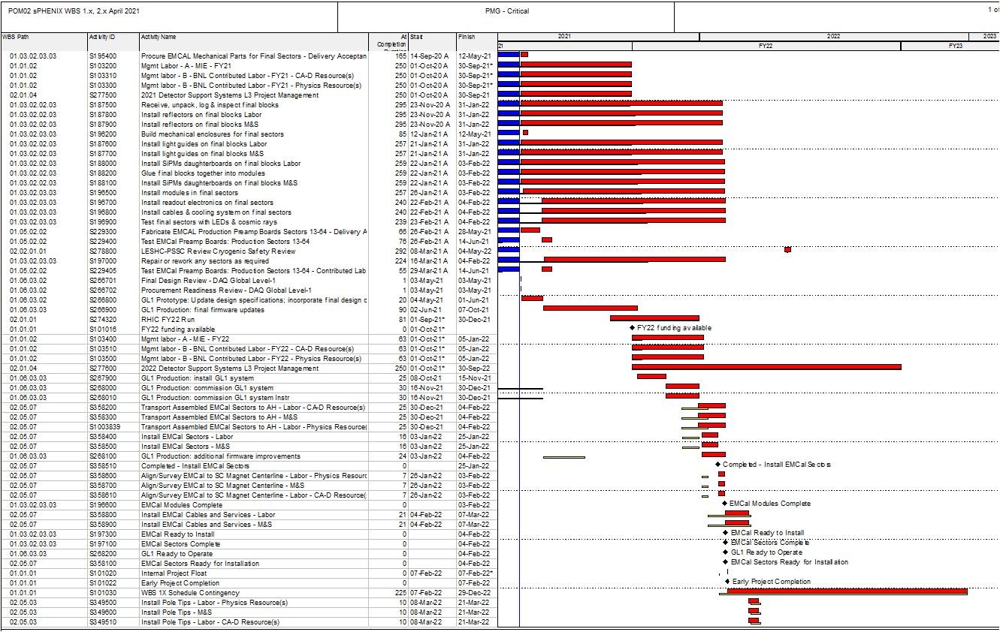 POM02 sPHENIX WBS 1.x, 2.x April 2021 PMG - Critical 1 of
WBS Path Activity ID Activity Name At Completion Duration Start Finish 2021 2022 2023
21 FY22 FY23
01.03.02.03.03 S195400 Procure EMCAL Mechanical Parts for Final Sectors - Delivery Acceptan 165 14-Sep-20 A 12-May-21
01.01.02 S103200 Mgmt Labor - A - MIE - FY21 250 01-Oct-20 A 30-Sep-21*
01.01.02 S103310 Mgmt labor - B - BNL Contributed Labor - FY21 - CA-D Resource(s) 250 01-Oct-20 A 30-Sep-21*
01.01.02 S103300 Mgmt labor - B - BNL Contributed Labor - FY21 - Physics Resource(s) 250 01-Oct-20 A 30-Sep-21*
02.01.04 S277500 2021 Detector Support Systems L3 Project Management 250 01-Oct-20 A 30-Sep-21
01.03.02.02.03 S187500 Receive, unpack, log & inspect final blocks 295 23-Nov-20 A 31-Jan-22
01.03.02.02.03 S187800 Install reflectors on final blocks Labor 295 23-Nov-20 A 31-Jan-22
01.03.02.02.03 S187900 Install reflectors on final blocks M&S 295 23-Nov-20 A 31-Jan-22
01.03.02.03.03 S196200 Build mechanical enclosures for final sectors 85 12-Jan-21 A 12-May-21
01.03.02.02.03 S187600 Install light guides on final blocks Labor 257 21-Jan-21 A 31-Jan-22
01.03.02.02.03 S187700 Install light guides on final blocks M&S 257 21-Jan-21 A 31-Jan-22
01.03.02.02.03 S188000 Install SiPMs daughterboards on final blocks Labor 259 22-Jan-21 A 03-Feb-22
01.03.02.02.03 S188200 Glue final blocks together into modules 259 22-Jan-21 A 03-Feb-22
01.03.02.02.03 S188100 Install SiPMs daughterboards on final blocks M&S 259 22-Jan-21 A 03-Feb-22
01.03.02.03.03 S196500 Install modules in final sectors 257 26-Jan-21 A 03-Feb-22
01.03.02.03.03 S196700 Install readout electronics on final sectors 240 22-Feb-21 A 04-Feb-22
01.03.02.03.03 S196800 Install cables & cooling system on final sectors 240 22-Feb-21 A 04-Feb-22
01.03.02.03.03 S196900 Test final sectors with LEDs & cosmic rays 239 23-Feb-21 A 04-Feb-22
01.05.02.02 S229300 Fabricate EMCAL Production Preamp Boards Sectors 13-64 - Delivery A 66 26-Feb-21 A 28-May-21
01.05.02.02 S229400 Test EMCal Preamp Boards: Production Sectors 13-64 76 26-Feb-21 A 14-Jun-21
02.02.01.01 S278800 LESHC-PSSC Review Cryogenic Safety Review 292 08-Mar-21 A 04-May-22
01.03.02.03.03 S197000 Repair or rework any sectors as required 224 16-Mar-21 A 04-Feb-22
01.05.02.02 S229405 Test EMCal Preamp Boards: Production Sectors 13-64 - Contributed Lab 55 29-Mar-21 A 14-Jun-21
01.06.03.02 S266701 Final Design Review - DAQ Global Level-1 1 03-May-21 03-May-21
01.06.03.02 S266702 Procurement Readiness Review - DAQ Global Level-1 1 03-May-21 03-May-21
01.06.03.02 S266800 GL1 Prototype: Update design specifications; incorporate final design c 20 04-May-21 01-Jun-21
01.06.03.03 S266900 GL1 Production: final firmware updates 90 02-Jun-21 07-Oct-21
02.01.01 S274320 RHIC FY22 Run 81 01-Sep-21* 30-Dec-21
01.01.01 S101016 FY22 funding available 0 01-Oct-21* FY22 funding available
01.01.02 S103400 Mgmt labor - A - MIE - FY22 63 01-Oct-21* 05-Jan-22
01.01.02 S103510 Mgmt labor - B - BNL Contributed Labor - FY22 - CA-D Resource(s) 63 01-Oct-21* 05-Jan-22
01.01.02 S103500 Mgmt labor - B - BNL Contributed Labor - FY22 - Physics Resource(s) 63 01-Oct-21* 05-Jan-22
02.01.04 S277600 2022 Detector Support Systems L3 Project Management 250 01-Oct-21* 30-Sep-22
01.06.03.03 S267900 GL1 Production: install GL1 system 25 08-Oct-21 15-Nov-21
01.06.03.03 S268000 GL1 Production: commission GL1 system 30 16-Nov-21 30-Dec-21
01.06.03.03 S268010 GL1 Production: commission GL1 system Instr 30 16-Nov-21 30-Dec-21
02.05.07 S358200 Transport Assembled EMCal Sectors to AH - Labor - CA-D Resource(s) 25 30-Dec-21 04-Feb-22
02.05.07 S358300 Transport Assembled EMCal Sectors to AH - M&S 25 30-Dec-21 04-Feb-22
02.05.07 S1003839 Transport Assembled EMCal Sectors to AH - Labor - Physics Resource( 25 30-Dec-21 04-Feb-22
02.05.07 S358400 Install EMCal Sectors - Labor 16 03-Jan-22 25-Jan-22
02.05.07 S358500 Install EMCal Sectors - M&S 16 03-Jan-22 25-Jan-22
01.06.03.03 S268100 GL1 Production: additional firmware improvements 24 03-Jan-22 04-Feb-22
02.05.07 S358510 Completed - Install EMCal Sectors 0 25-Jan-22 Completed - Install EMCal Sectors
02.05.07 S358600 Align/Survey EMCal to SC Magnet Centerline - Labor - Physics Resourc 7 26-Jan-22 03-Feb-22
02.05.07 S358700 Align/Survey EMCal to SC Magnet Centerline - M&S 7 26-Jan-22 03-Feb-22
02.05.07 S358610 Align/Survey EMCal to SC Magnet Centerline - Labor - CA-D Resource( 7 26-Jan-22 03-Feb-22
01.03.02.03.03 S196600 EMCal Modules Complete 0 03-Feb-22 EMCal Modules Complete
02.05.07 S358800 Install EMCal Cables and Services - Labor 21 04-Feb-22 07-Mar-22
02.05.07 S358900 Install EMCal Cables and Services - M&S 21 04-Feb-22 07-Mar-22
01.03.02.03.03 S197300 EMCal Ready to Install 0 04-Feb-22 EMCal Ready to Install
01.03.02.03.03 S197100 EMCal Sectors Complete 0 04-Feb-22 EMCal Sectors Complete
01.06.03.03 S268200 GL1 Ready to Operate 0 04-Feb-22 GL1 Ready to Operate
02.05.07 S358100 EMCal Sectors Ready for Installation 0 04-Feb-22 EMCal Sectors Ready for Installation
01.01.01 S101020 Internal Project Float 0 07-Feb-22 07-Feb-22*
01.01.01 S101022 Early Project Completion 0 07-Feb-22 Early Project Completion
01.01.01 S101030 WBS 1X Schedule Contingency 225 07-Feb-22 29-Dec-22
02.05.03 S349500 Install Pole Tips - Labor - Physics Resource(s) 10 08-Mar-22 21-Mar-22
02.05.03 S349600 Install Pole Tips - M&S 10 08-Mar-22 21-Mar-22
02.05.03 S349510 Install Pole Tips - Labor - CA-D Resource(s) 10 08-Mar-22 21-Mar-22